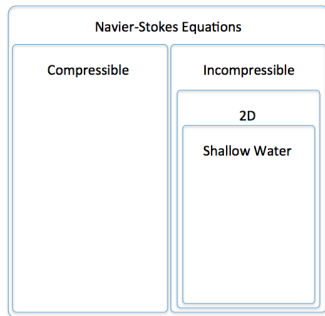 Navier-Stokes Equations
Compressible
Incompressible
2D
Shallow Water